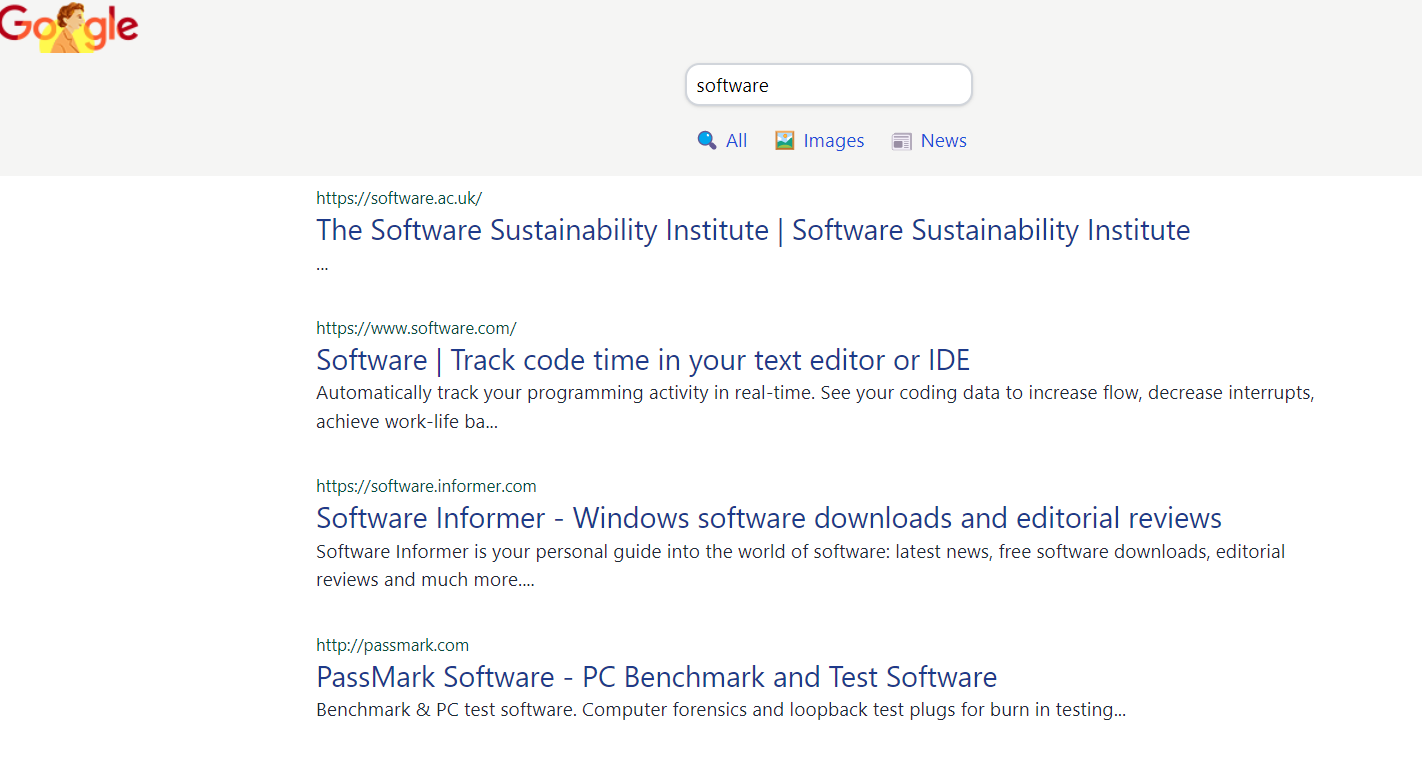 Google
software
All Images News
https://software.ac.uk/
The Software Sustainability Institute | Software Sustainability Institute
...
https://www.software.com/
Software | Track code time in your text editor or IDE
Automatically track your programming activity in real-time. See your coding data to increase flow, decrease interrupts,
achieve work-life ba...
https://software.informer.com
Software Informer - Windows software downloads and editorial reviews
Software Informer is your personal guide into the world of software: latest news, free software downloads, editorial
reviews and much more....
http://passmark.com
PassMark Software - PC Benchmark and Test Software
Benchmark & PC test software. Computer forensics and loopback test plugs for burn in testing...